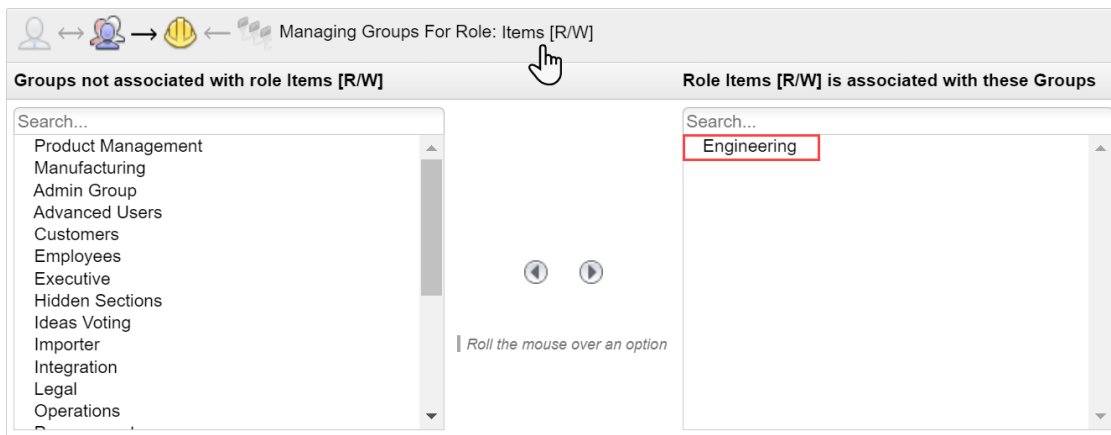 Managing Groups For Role: Items [R/W]
Groups not associated with role Items [R/W]
Role Items [R/W] is associated with these Groups
Search...
Product Management
Manufacturing
Admin Group
Advanced Users
Customers
Employees
Executive
Hidden Sections
Ideas Voting
Importer
Integration
Legal
Operations
Roll the mouse over an option
Search...
Engineering